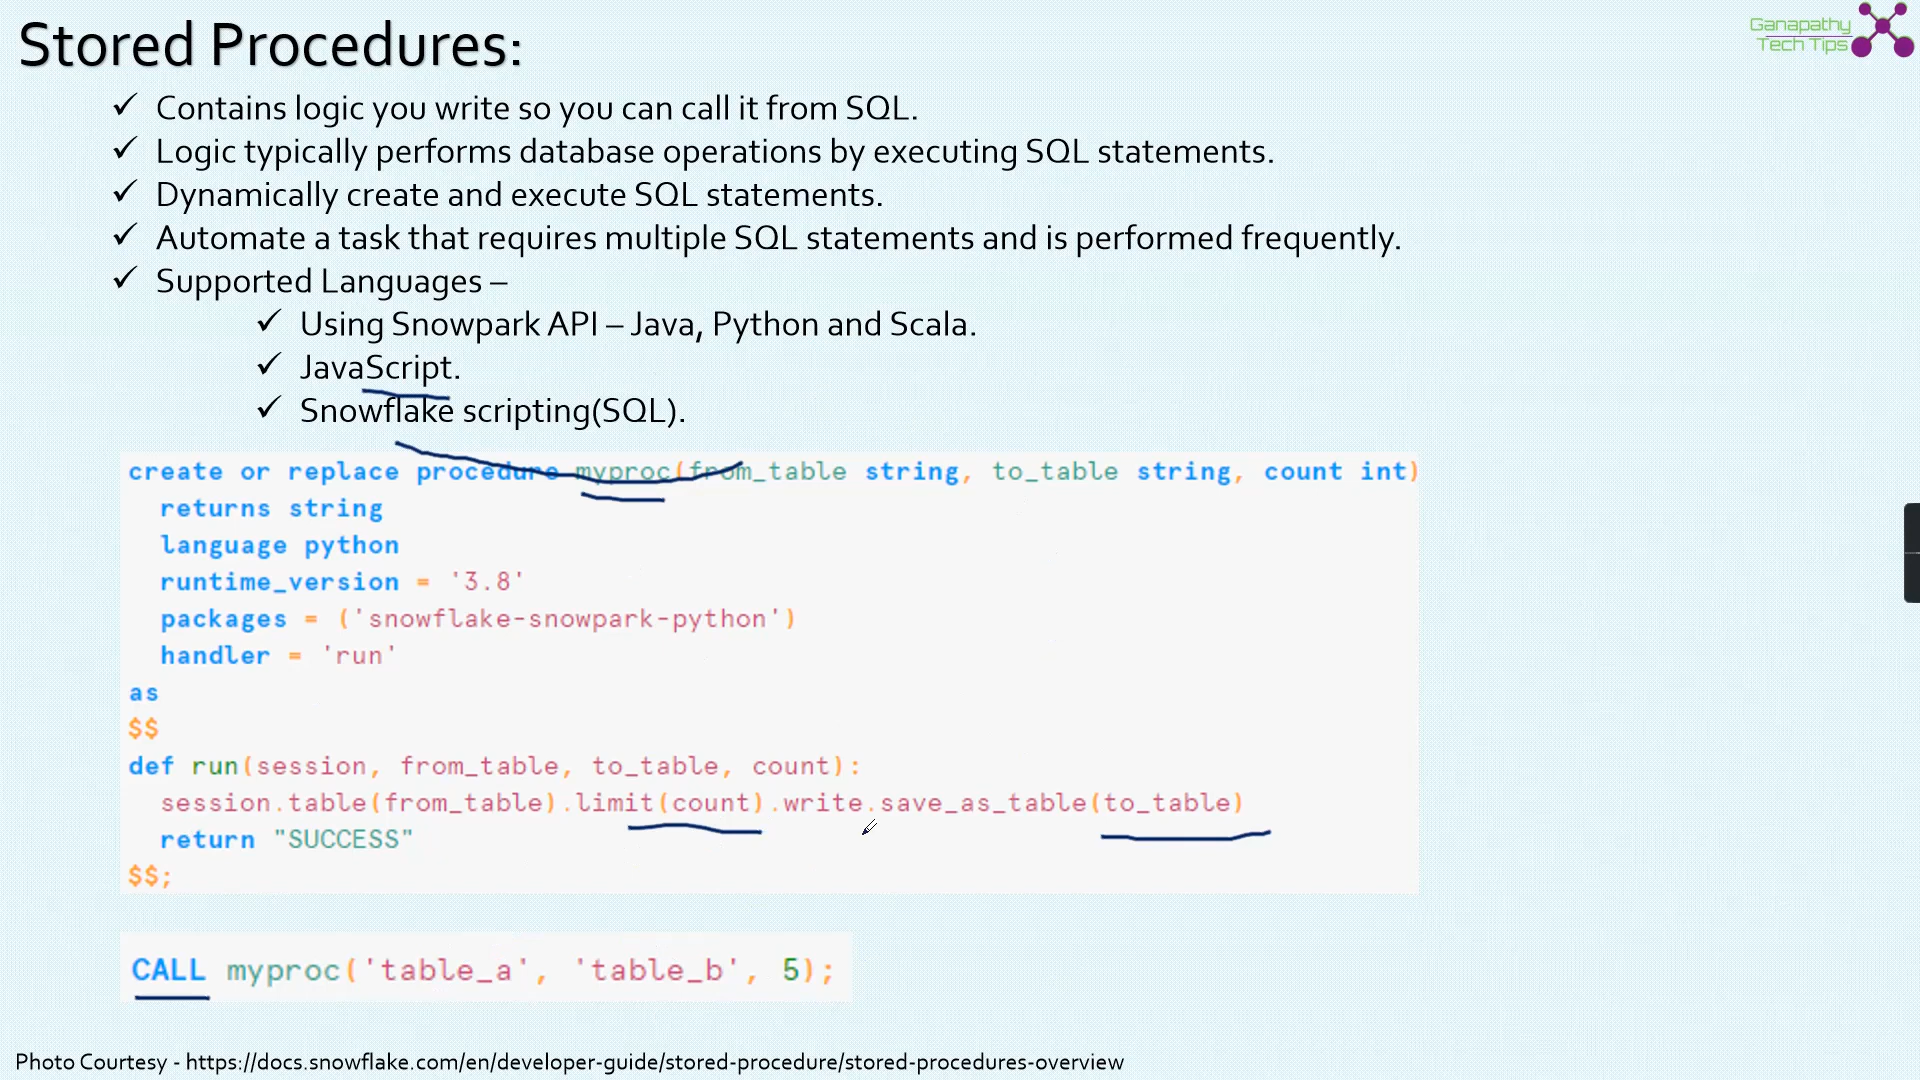 Stored Procedures:
Ganapathy
Tech Tips
✓ Contains logic you write so you can call it from SQL.
✓ Logic typically performs database operations by executing SQL statements.
✓ Dynamically create and execute SQL statements.
✓ Automate a task that requires multiple SQL statements and is performed frequently.
✓ Supported Languages –
✓ Using Snowpark API – Java, Python and Scala.
✓ JavaScript.
✓ Snowflake scripting(SQL).
create or replace procedure myproc(from_table string, to_table string, count int)
returns string
language python
runtime_version = '3.8'
packages = ('snowflake-snowpark-python')
handler = 'run'
as
$$
def run(session, from_table, to_table, count):
session.table(from_table).limit(count).write.save_as_table(to_table)
return "SUCCESS"
$$;
CALL myproc('table_a', 'table_b', 5);
Photo Courtesy - https://docs.snowflake.com/en/developer-guide/stored-procedure/stored-procedures-overview